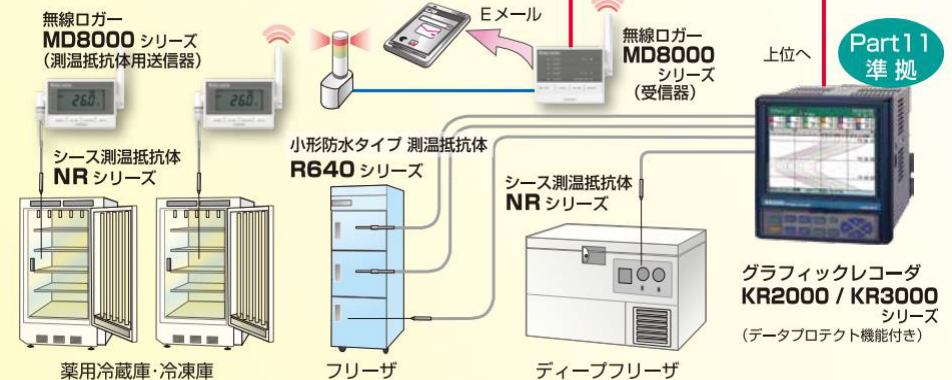 無線ロガー
MD8000 シリーズ
（測温抵抗体用送信器）
26.0
26.0
Eメール
無線ロガー
MD8000
シリーズ
（受信器）
上位へ
Part11
準拠
シース測温抵抗体
NR シリーズ
小形防水タイプ 測温抵抗体
R640 シリーズ
シース測温抵抗体
NR シリーズ
グラフィックレコーダ
KR2000 / KR3000
シリーズ
（データプロテクト機能付き）
薬用冷蔵庫・冷凍庫
フリーザ
ディープフリーザ